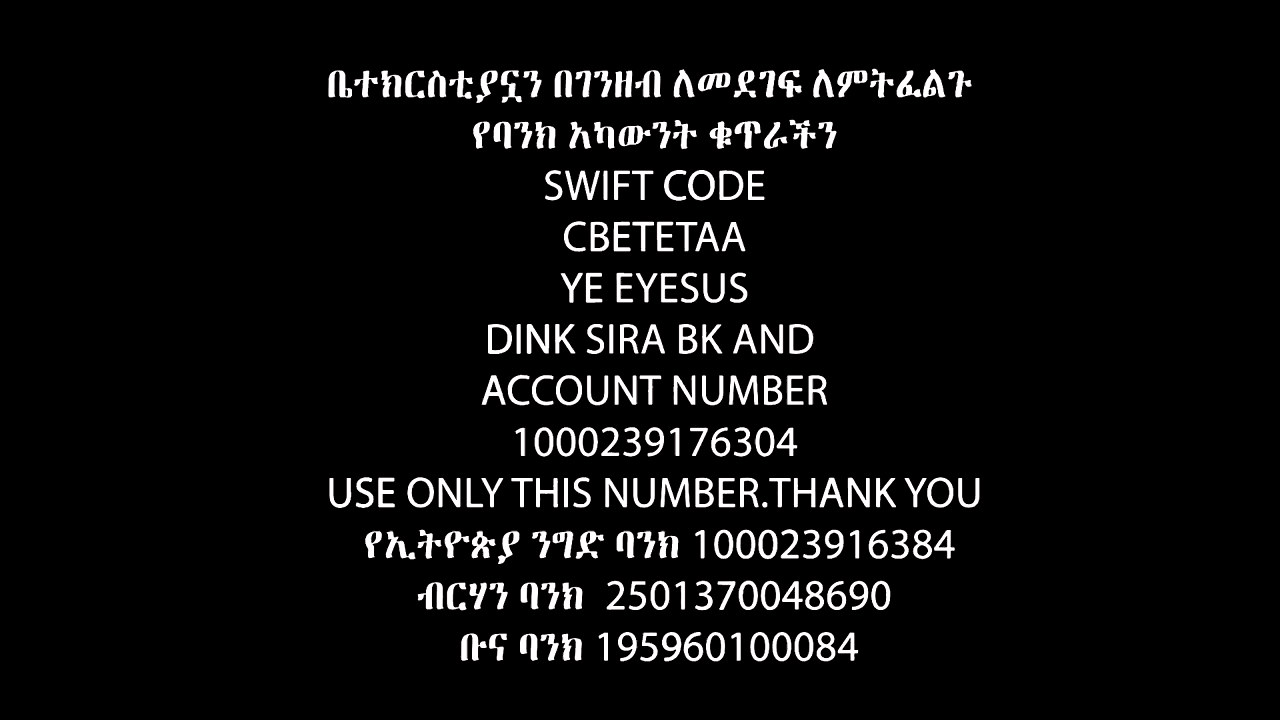 ቤተክርስቲያኗን በገንዘብ ለመደገፍ ለምትፈልጉ
የባንክ አካውንት ቁጥራችን
SWIFT CODE
CBETETAA
YE EYESUS
DINK SIRA BK AND
ACCOUNT NUMBER
1000239176304
USE ONLY THIS NUMBER.THANK YOU
የኢትዮጵያ ንግድ ባንክ 100023916384
ብርሃን ባንክ 2501370048690
ቡና ባንክ 195960100084